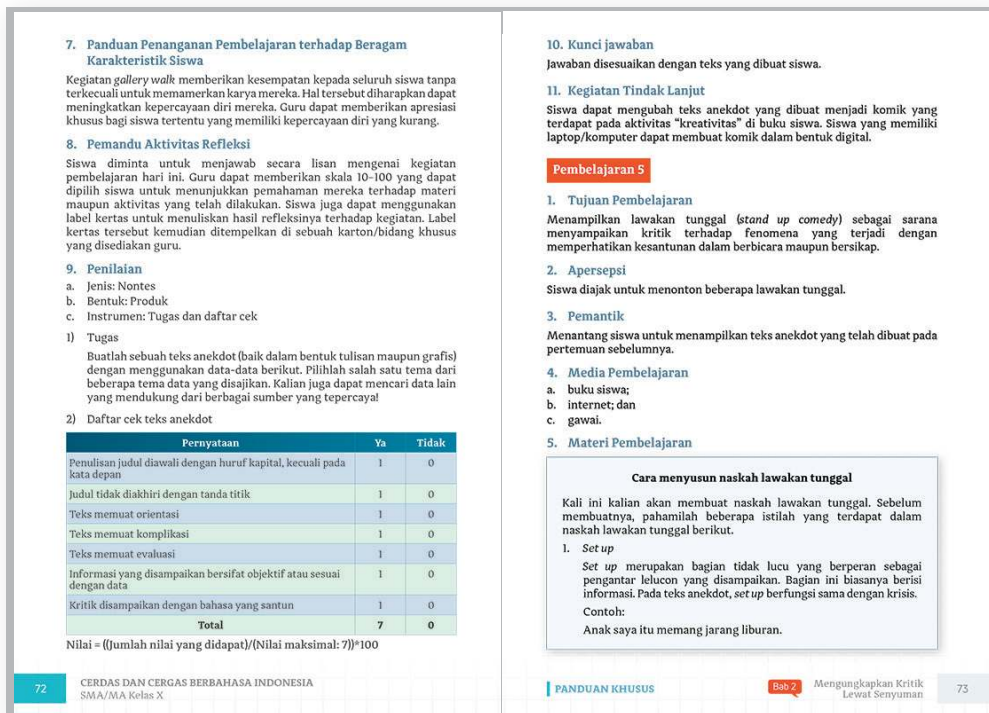 7. Panduan Penanganan Pembelajaran terhadap Beragam
Karakteristik Siswa
Kegiatan gallery walk memberikan kesempatan kepada seluruh siswa tanpa
terkecuali untuk memamerkan karya mereka. Hal tersebut diharapkan dapat
meningkatkan kepercayaan diri mereka. Guru dapat memberikan apresiasi
khusus bagi siswa tertentu yang memiliki kepercayaan diri yang kurang.
8. Pemandu Aktivitas Refleksi
Siswa diminta untuk menjawab secara lisan mengenai kegiatan
pembelajaran hari ini. Guru dapat memberikan skala 10–100 yang dapat
dipilih siswa untuk menunjukkan pemahaman mereka terhadap materi
maupun aktivitas yang telah dilakukan. Siswa juga dapat menggunakan
label kertas untuk menuliskan hasil refleksinya terhadap kegiatan. Label
kertas tersebut kemudian ditempelkan di sebuah karton/bidang khusus
yang disediakan guru.
9. Penilaian
a. Jenis: Nontes
b. Bentuk: Produk
c. Instrumen: Tugas dan daftar cek
1) Tugas
Buatlah sebuah teks anekdot (baik dalam bentuk tulisan maupun grafis)
dengan menggunakan data-data berikut. Pilihlah salah satu tema dari
beberapa tema data yang disajikan. Kalian juga dapat mencari data lain
yang mendukung dari berbagai sumber yang tepercaya!
2) Daftar cek teks anekdot
Pernyataan Ya Tidak
Penulisan judul diawali dengan huruf kapital, kecuali pada
kata depan 1 0
Judul tidak diakhiri dengan tanda titik 1 0
Teks memuat orientasi 1 0
Teks memuat komplikasi 1 0
Teks memuat evaluasi 1 0
Informasi yang disampaikan bersifat objektif atau sesuai
dengan data 1 0
Kritik disampaikan dengan bahasa yang santun 1 0
Total 7 0
Nilai = ((Jumlah nilai yang didapat)/(Nilai maksimal: 7))*100
72
CERDAS DAN CERGAS BERBAHASA INDONESIA
SMA/MA Kelas X
10. Kunci jawaban
Jawaban disesuaikan dengan teks yang dibuat siswa.
11. Kegiatan Tindak Lanjut
Siswa dapat mengubah teks anekdot yang dibuat menjadi komik yang
terdapat pada aktivitas “kreativitas” di buku siswa. Siswa yang memiliki
laptop/komputer dapat membuat komik dalam bentuk digital.
Pembelajaran 5
1. Tujuan Pembelajaran
Menampilkan lawakan tunggal (stand up comedy) sebagai sarana
menyampaikan kritik terhadap fenomena yang terjadi dengan
memperhatikan kesantunan dalam berbicara maupun bersikap.
2. Apersepsi
Siswa diajak untuk menonton beberapa lawakan tunggal.
3. Pemantik
Menantang siswa untuk menampilkan teks anekdot yang telah dibuat pada
pertemuan sebelumnya.
4. Media Pembelajaran
a. buku siswa;
b. internet; dan
c. gawai.
5. Materi Pembelajaran
Cara menyusun naskah lawakan tunggal
Kali ini kalian akan membuat naskah lawakan tunggal. Sebelum
membuatnya, pahamilah beberapa istilah yang terdapat dalam
naskah lawakan tunggal berikut.
1. Set up
Set up merupakan bagian tidak lucu yang berperan sebagai
pengantar lelucon yang disampaikan. Bagian ini biasanya berisi
informasi. Pada teks anekdot, set up berfungsi sama dengan krisis.
Contoh:
Anak saya itu memang jarang liburan.
PANDUAN KHUSUS
Bab 2
Mengungkapkan Kritik
Lewat Senyuman
73